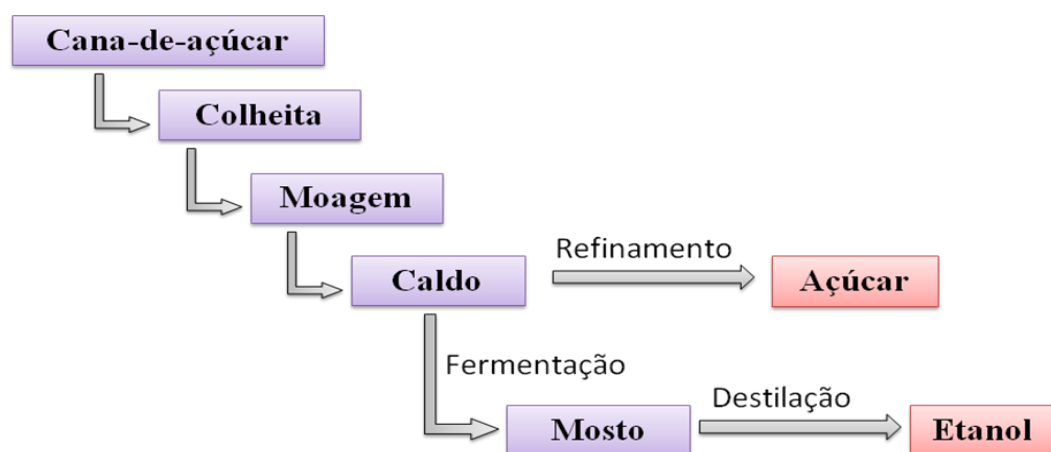 Cana-de-açúcar
Colheita
Moagem
Caldo
Refinamento
Açúcar
Fermentação
Mosto
Destilação
Etanol